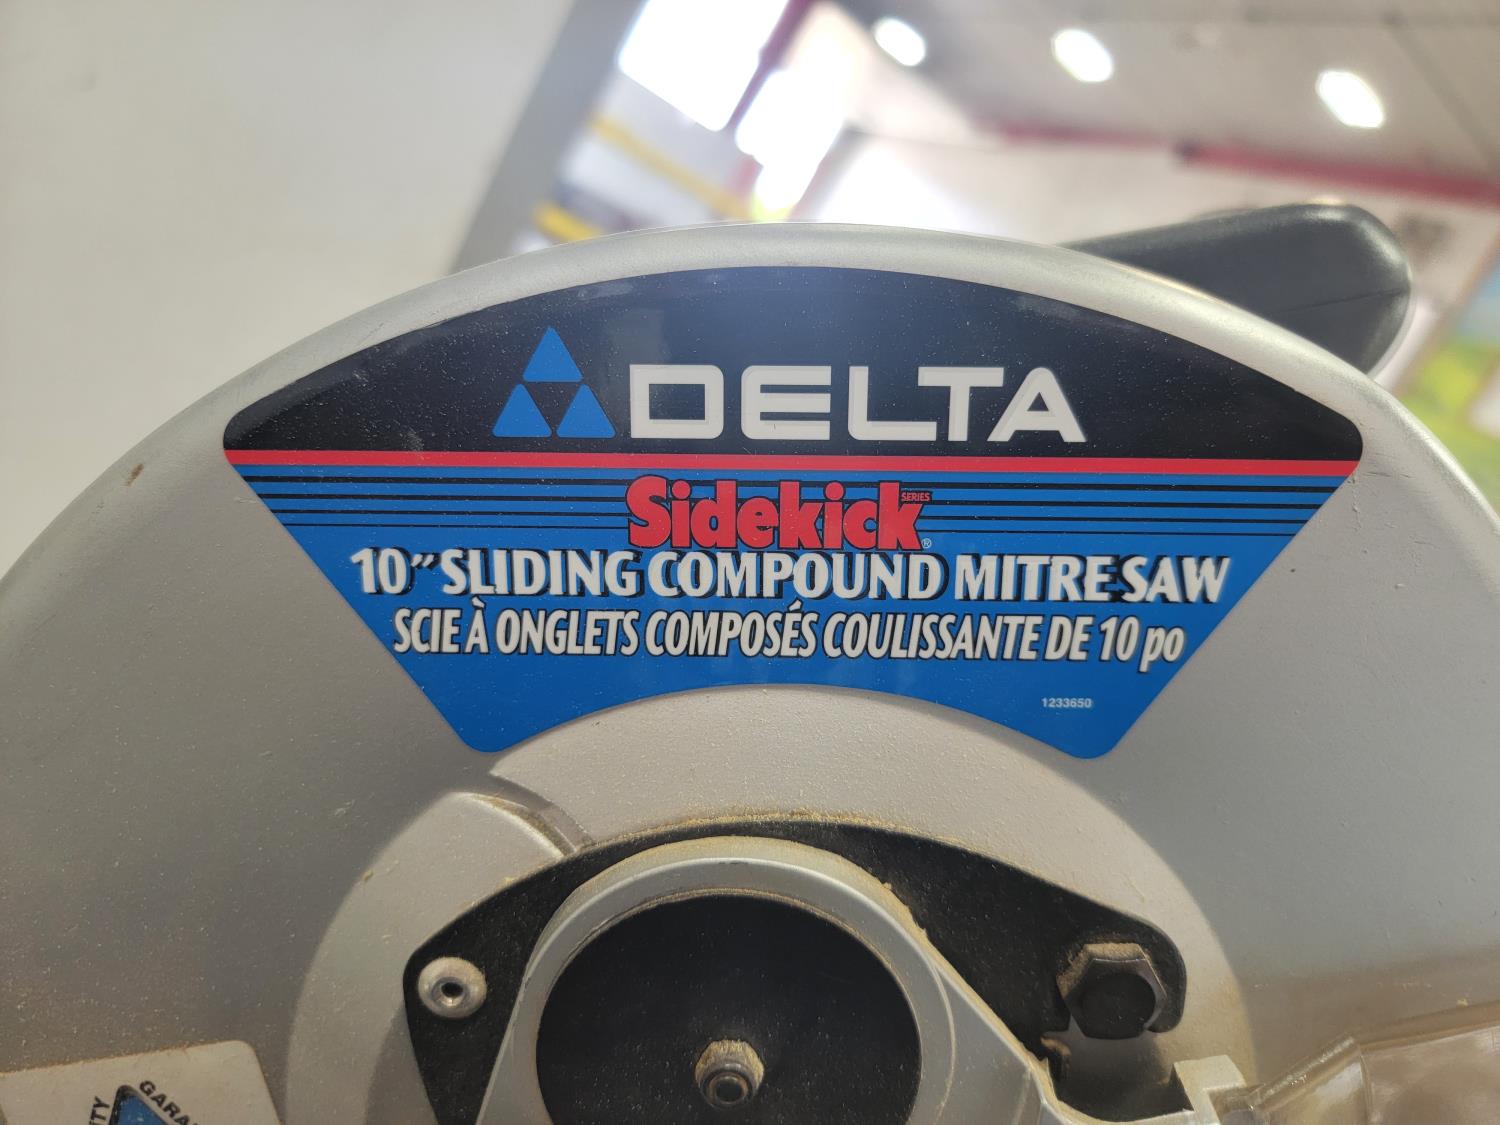 DELTA
Sidekick SERIES ®
10" SLIDING COMPOUND MITRE SAW
SCIE À ONGLETS COMPOSÉS COULISSANTE DE 10 po
1233650